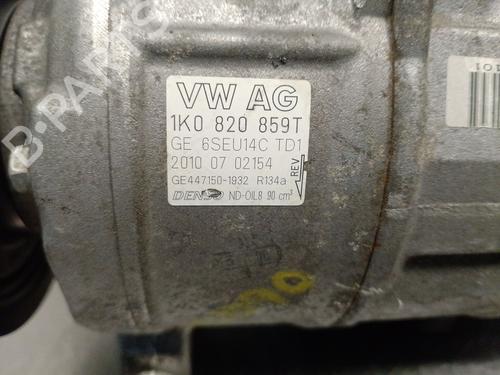 B-PARTS
VW AG
1K0 820 859T
GE 6SEU14C TD1
2010 07 02154
GE447150-1932 R134a
DENSO ND-OIL8 90 cm³
REV.